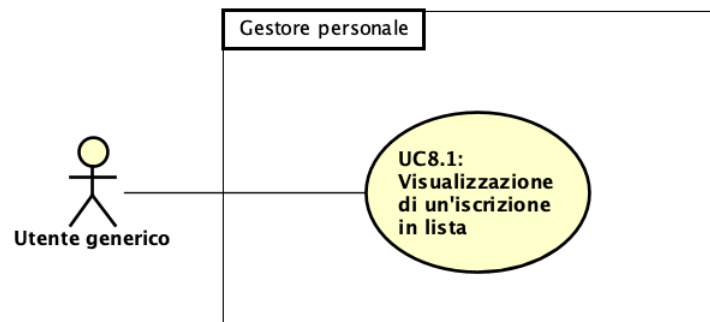 Gestore personale
UC8.1:
Visualizzazione
di un'iscrizione
in lista
Utente generico